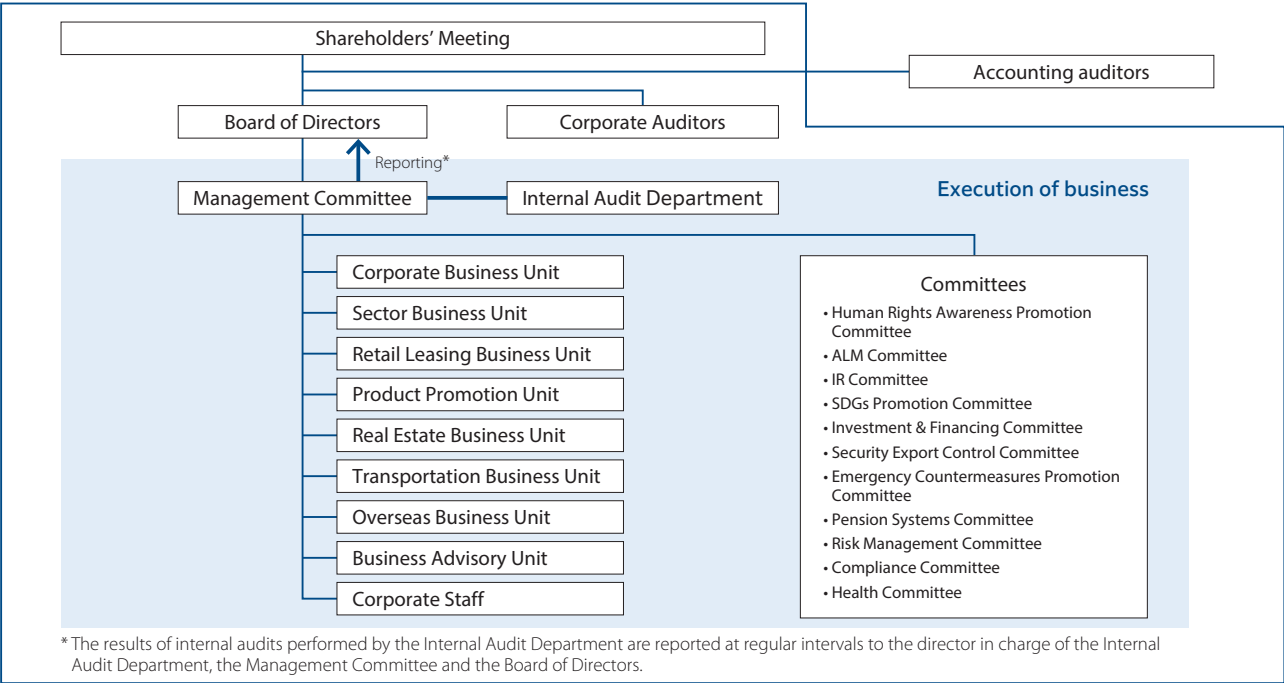 Shareholders’ Meeting
Accounting auditors
Board of Directors
Corporate Auditors
Reporting*
Management Committee
Internal Audit Department
Execution of business
Corporate Business Unit
Sector Business Unit
Retail Leasing Business Unit
Product Promotion Unit
Real Estate Business Unit
Transportation Business Unit
Overseas Business Unit
Business Advisory Unit
Corporate Staff
Committees
• Human Rights Awareness Promotion
Committee
• ALM Committee
• IR Committee
• SDGs Promotion Committee
• Investment & Financing Committee
• Security Export Control Committee
• Emergency Countermeasures Promotion
Committee
• Pension Systems Committee
• Risk Management Committee
• Compliance Committee
• Health Committee
* The results of internal audits performed by the Internal Audit Department are reported at regular intervals to the director in charge of the Internal
Audit Department, the Management Committee and the Board of Directors.